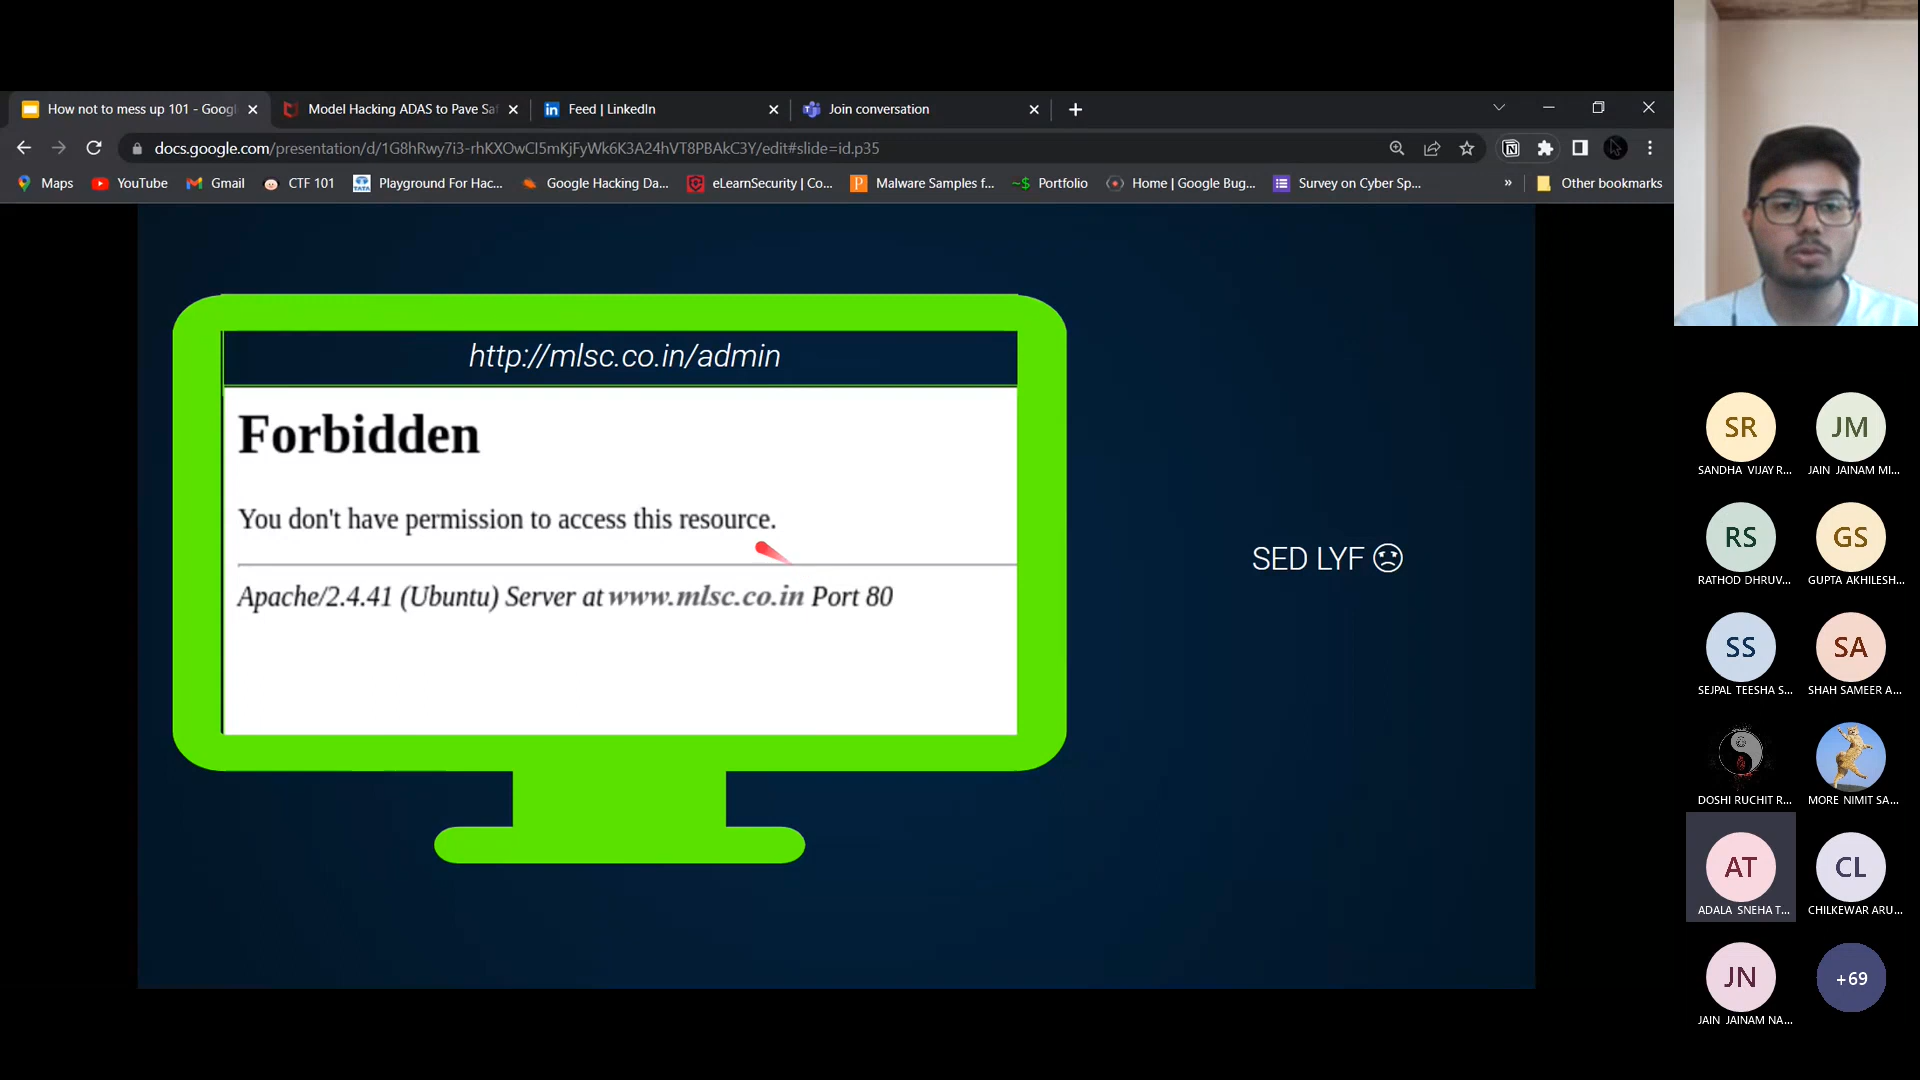 How not to mess up 101 - Goog
Model Hacking ADAS to Pave Sa
Feed | LinkedIn
Join conversation
docs.google.com/presentation/d/1G8hRwy7i3-rhKXOwCI5mKjFyWk6K3A24hVT8PBAkC3Y/edit#slide=id.p35
Maps
YouTube
Gmail
CTF 101
Playground For Hac...
Google Hacking Da...
eLearnSecurity | Co...
Malware Samples f...
~$ Portfolio
Home | Google Bug...
Survey on Cyber Sp...
»
Other bookmarks
http://mlsc.co.in/admin
Forbidden
You don't have permission to access this resource.
Apache/2.4.41 (Ubuntu) Server at www.mlsc.co.in Port 80
SED LYF
SR
SANDHA VIJAY R...
JM
JAIN JAINAM MI...
RS
RATHOD DHRUV...
GS
GUPTA AKHILESH...
SS
SEJPAL TEESHA S...
SA
SHAH SAMEER A...
DOSHI RUCHIT R...
MORE NIMIT SA...
AT
ADALA SNEHA T...
CL
CHILKEWAR ARU...
JN
JAIN JAINAM NA...
+69